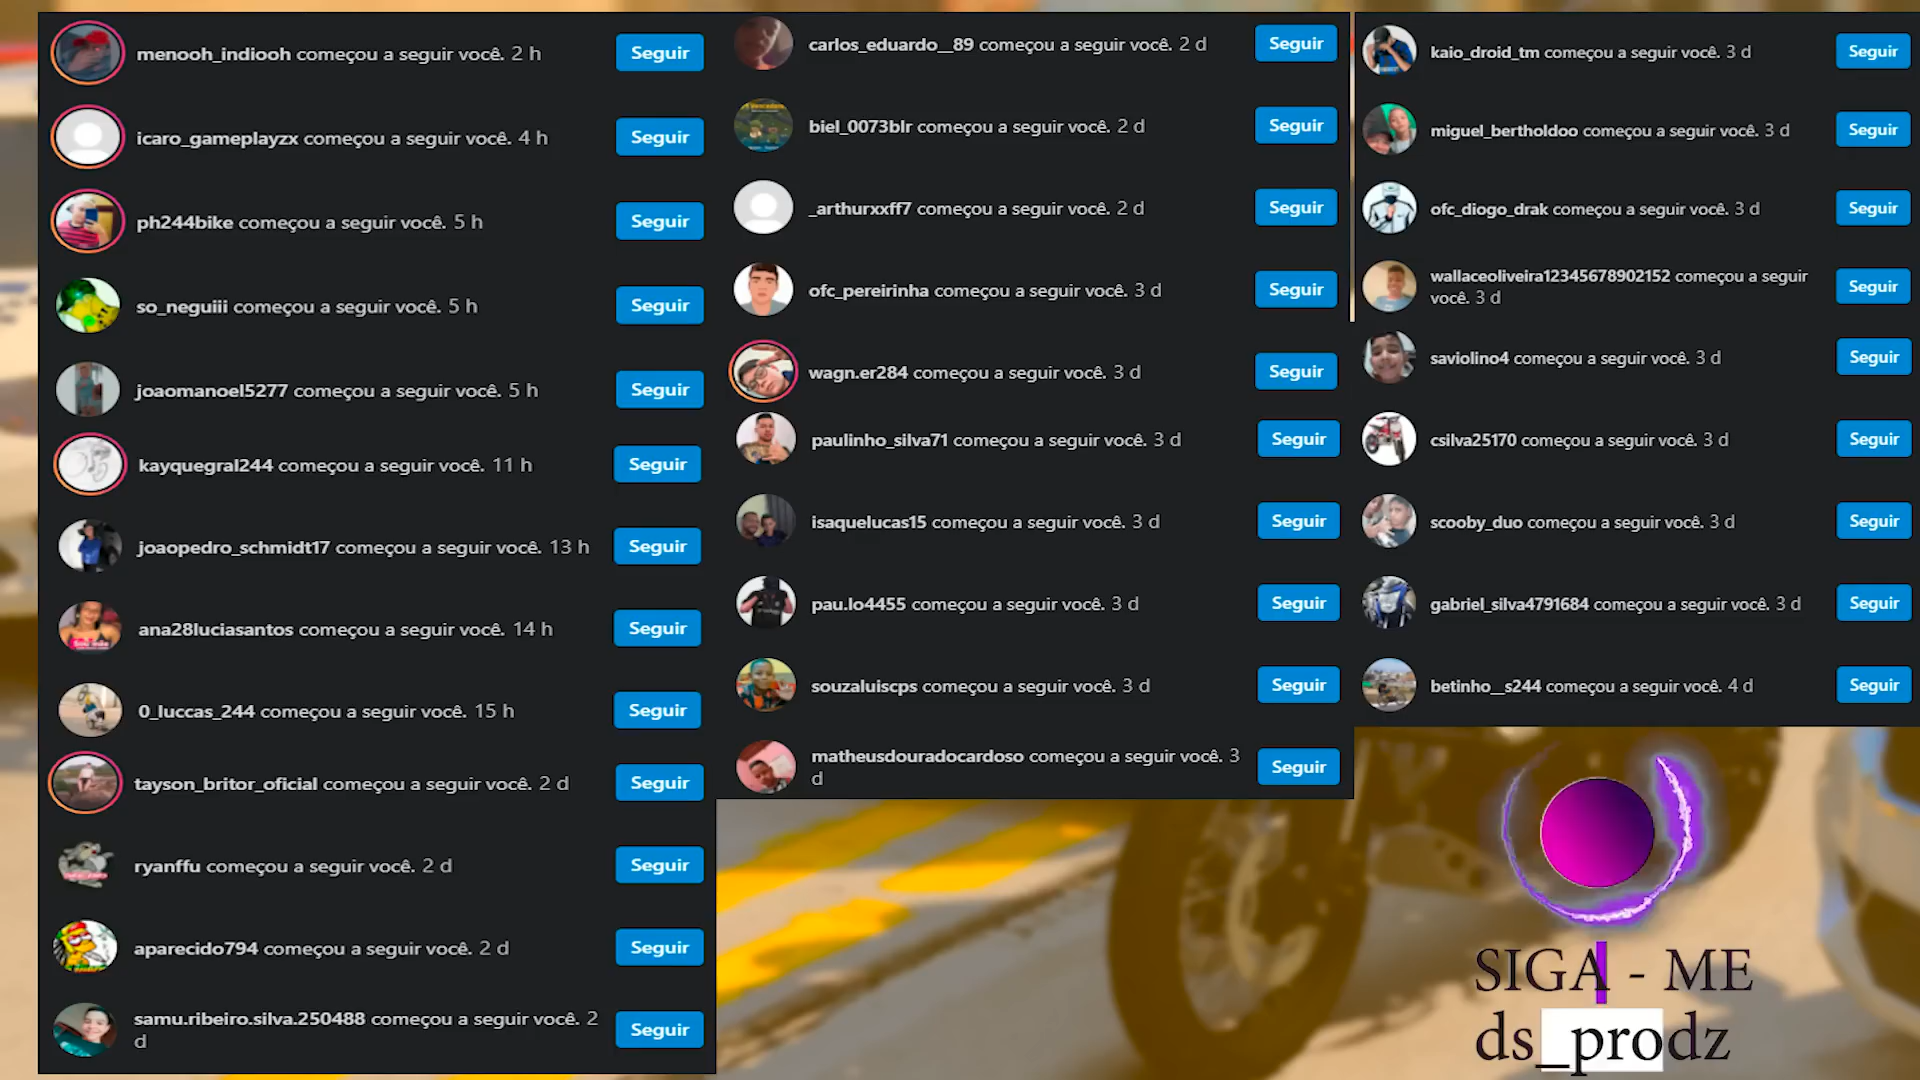 menooh_indiooh começou a seguir você. 2 h
Seguir
icaro_gameplayzx começou a seguir você. 4 h
Seguir
ph244bike começou a seguir você. 5 h
Seguir
so_neguiii começou a seguir você. 5 h
Seguir
joaomanoel5277 começou a seguir você. 5 h
Seguir
kayquegral244 começou a seguir você. 11 h
Seguir
joaopedro_schmidt17 começou a seguir você. 13 h
Seguir
ana28luciasantos começou a seguir você. 14 h
Seguir
0_luccas_244 começou a seguir você. 15 h
Seguir
tayson_britor_oficial começou a seguir você. 2 d
Seguir
ryanffu começou a seguir você. 2 d
Seguir
aparecido794 começou a seguir você. 2 d
Seguir
samu.ribeiro.silva.250488 começou a seguir você. 2
d
Seguir
carlos_eduardo__89 começou a seguir você. 2 d
Seguir
biel_0073blr começou a seguir você. 2 d
Seguir
_arthurxxff7 começou a seguir você. 2 d
Seguir
ofc_pereirinha começou a seguir você. 3 d
Seguir
wagn.er284 começou a seguir você. 3 d
Seguir
paulinho_silva71 começou a seguir você. 3 d
Seguir
isaquelucas15 começou a seguir você. 3 d
Seguir
pau.lo4455 começou a seguir você. 3 d
Seguir
souzaluiscps começou a seguir você. 3 d
Seguir
matheusdouradocardoso começou a seguir você. 3
d
Seguir
kaio_droid_tm começou a seguir você. 3 d
Seguir
miguel_bertholdoo começou a seguir você. 3 d
Seguir
ofc_diogo_drak começou a seguir você. 3 d
Seguir
wallaceoliveira12345678902152 começou a seguir
você. 3 d
Seguir
saviolino4 começou a seguir você. 3 d
Seguir
csilva25170 começou a seguir você. 3 d
Seguir
scooby_duo começou a seguir você. 3 d
Seguir
gabriel_silva4791684 começou a seguir você. 3 d
Seguir
betinho__s244 começou a seguir você. 4 d
Seguir
SIGA - ME
ds_prodz